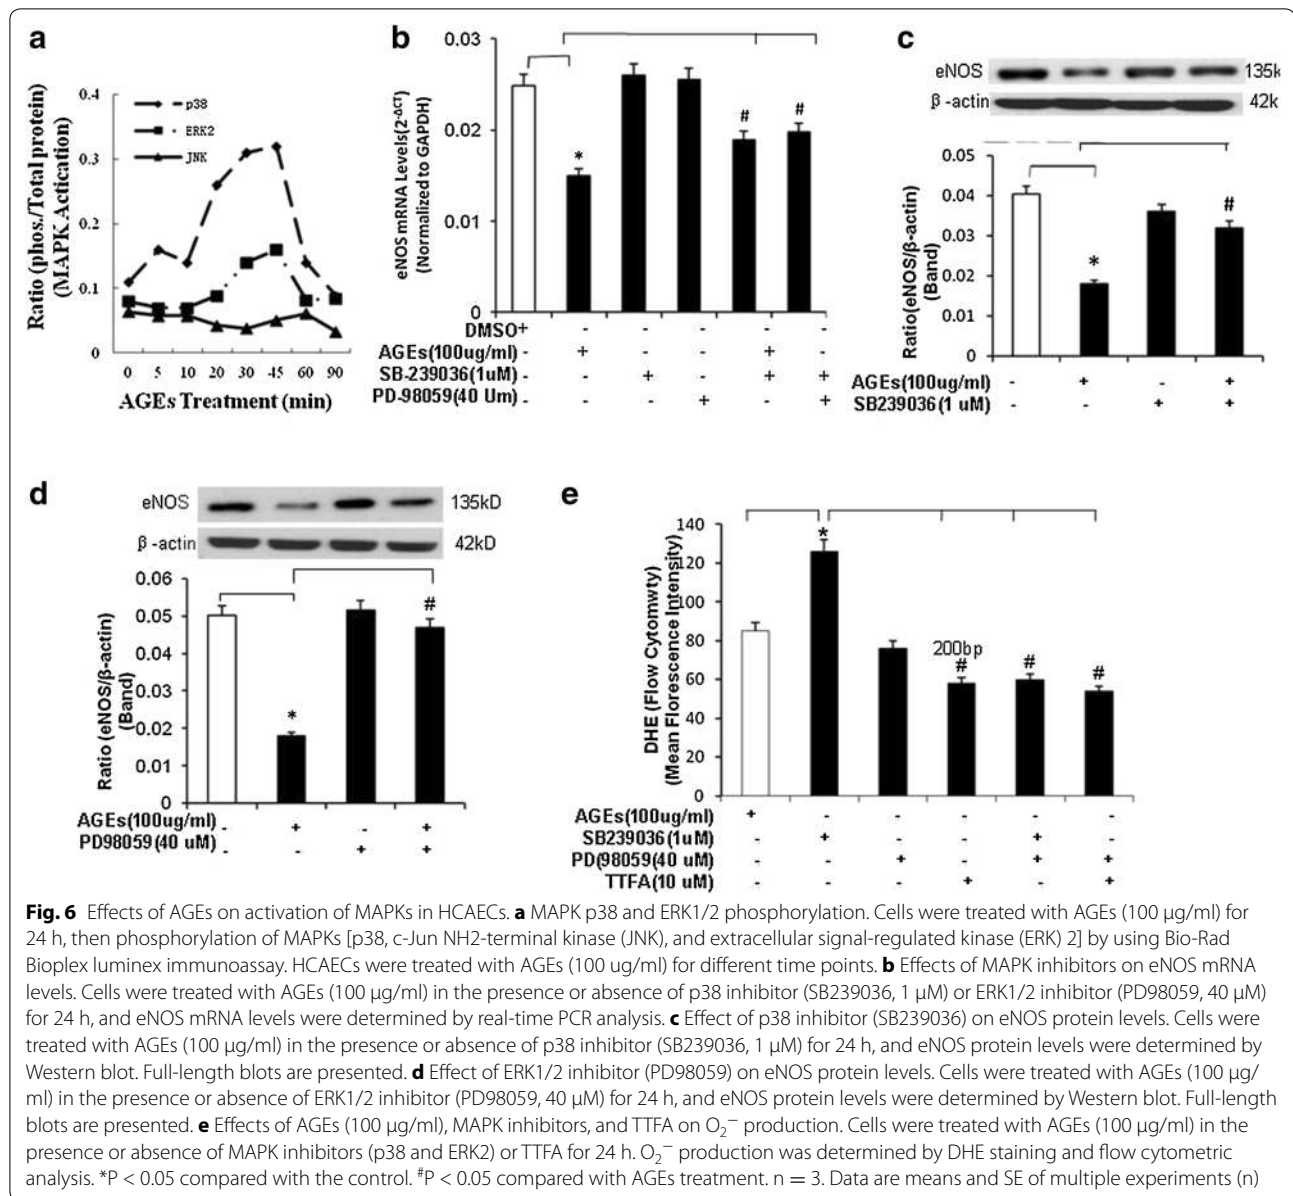 a
0.4
0.3
0.2
0.1
0
p38
ERK2
JNK
Ratio (phos./Total protein)
(MAPK Actication)
0 5 10 20 30 45 60 90
AGEs Treatment (min)
b
0.03
0.02
0.01
0
eNOS mRNA Levels(2-ΔCT)
(Normalized to GAPDH)
* # #
DMSO+ - - - - -
AGEs(100ug/ml) - + - - + -
SB-239036(1uM) - - + - + +
PD-98059(40 Um) - - - + - +
c
eNOS 135k
β-actin 42k
0.05
0.04
0.03
0.02
0.01
0
Ratio(eNOS/β-actin)
(Band)
* #
AGEs(100ug/ml) - + - +
SB239036(1 uM) - - + +
d
eNOS 135kD
β-actin 42kD
0.06
0.05
0.04
0.03
0.02
0.01
0
Ratio (eNOS/β-actin)
(Band)
* #
AGEs(100ug/ml) - + - +
PD98059(40 uM) - - + +
e
140
120
100
80
60
40
20
0
DHE (Flow Cytomwty)
(Mean Florescence Intensity)
*
200bp
# # #
AGEs(100ug/ml) + - - - - -
SB239036(1uM) - + - - + -
PD(98059(40 uM) - - + - + +
TTFA(10 uM) - - - + - +
Fig. 6 Effects of AGEs on activation of MAPKs in HCAECs. a MAPK p38 and ERK1/2 phosphorylation. Cells were treated with AGEs (100 μg/ml) for
24 h, then phosphorylation of MAPKs [p38, c-Jun NH2-terminal kinase (JNK), and extracellular signal-regulated kinase (ERK) 2] by using Bio-Rad
Bioplex luminex immunoassay. HCAECs were treated with AGEs (100 ug/ml) for different time points. b Effects of MAPK inhibitors on eNOS mRNA
levels. Cells were treated with AGEs (100 μg/ml) in the presence or absence of p38 inhibitor (SB239036, 1 μM) or ERK1/2 inhibitor (PD98059, 40 μM)
for 24 h, and eNOS mRNA levels were determined by real-time PCR analysis. c Effect of p38 inhibitor (SB239036) on eNOS protein levels. Cells were
treated with AGEs (100 μg/ml) in the presence or absence of p38 inhibitor (SB239036, 1 μM) for 24 h, and eNOS protein levels were determined by
Western blot. Full-length blots are presented. d Effect of ERK1/2 inhibitor (PD98059) on eNOS protein levels. Cells were treated with AGEs (100 μg/
ml) in the presence or absence of ERK1/2 inhibitor (PD98059, 40 μM) for 24 h, and eNOS protein levels were determined by Western blot. Full-length
blots are presented. e Effects of AGEs (100 μg/ml), MAPK inhibitors, and TTFA on O2− production. Cells were treated with AGEs (100 μg/ml) in the
presence or absence of MAPK inhibitors (p38 and ERK2) or TTFA for 24 h. O2− production was determined by DHE staining and flow cytometric
analysis. *P < 0.05 compared with the control. #P < 0.05 compared with AGEs treatment. n = 3. Data are means and SE of multiple experiments (n)